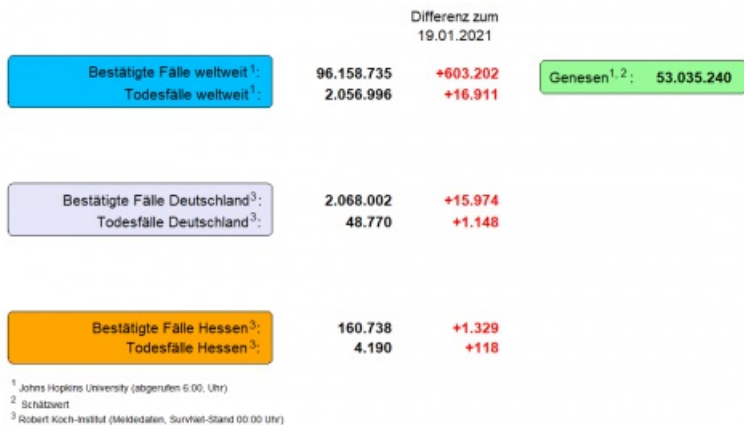 Differenz zum
19.01.2021
Bestätigte Fälle weltweit¹: 96.158.735 +603.202 Genesen¹,²: 53.035.240
Todesfälle weltweit¹: 2.056.996 +16.911
Bestätigte Fälle Deutschland³: 2.068.002 +15.974
Todesfälle Deutschland³: 48.770 +1.148
Bestätigte Fälle Hessen³: 160.738 +1.329
Todesfälle Hessen³: 4.190 +118
¹ Johns Hopkins University (abgerufen 6:00, Uhr)
² Schätzwert
³ Robert Koch-Institut (Meldedaten, SurvNet-Stand 00:00 Uhr)